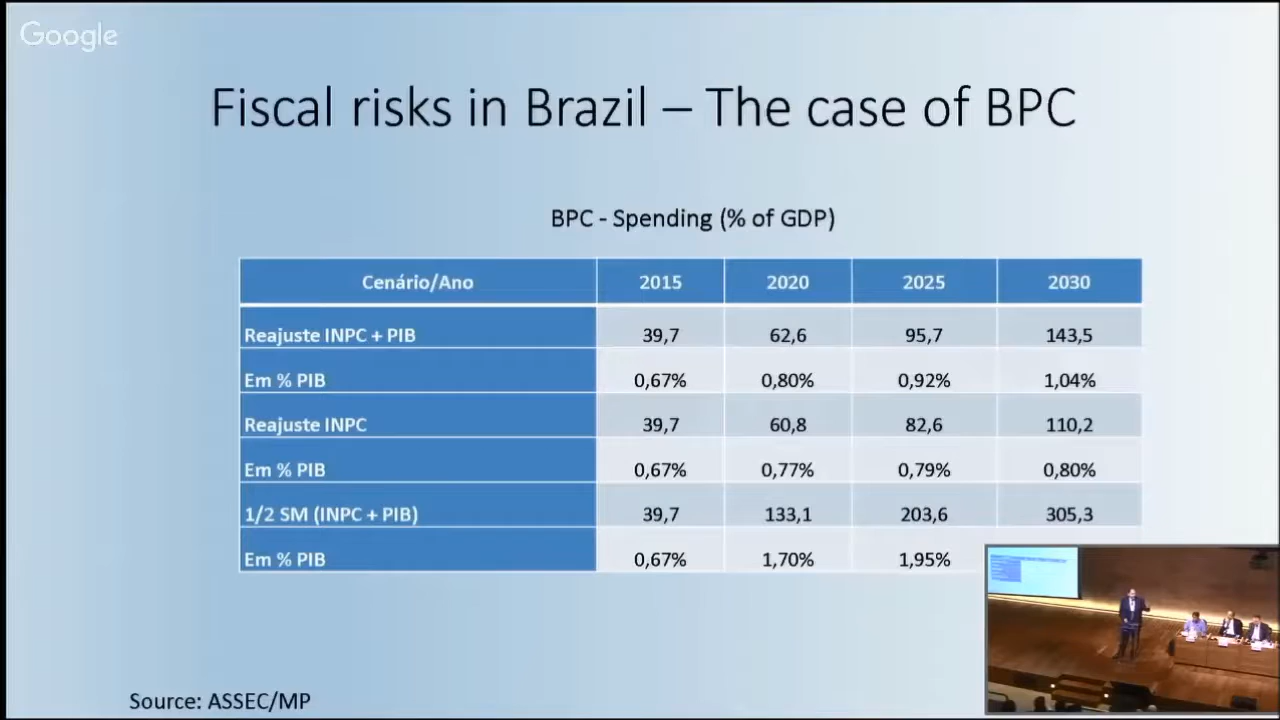 Google
Fiscal risks in Brazil – The case of BPC
BPC - Spending (% of GDP)
Cenário/Ano 2015 2020 2025 2030
Reajuste INPC + PIB 39,7 62,6 95,7 143,5
Em % PIB 0,67% 0,80% 0,92% 1,04%
Reajuste INPC 39,7 60,8 82,6 110,2
Em % PIB 0,67% 0,77% 0,79% 0,80%
1/2 SM (INPC + PIB) 39,7 133,1 203,6 305,3
Em % PIB 0,67% 1,70% 1,95%
Source: ASSEC/MP